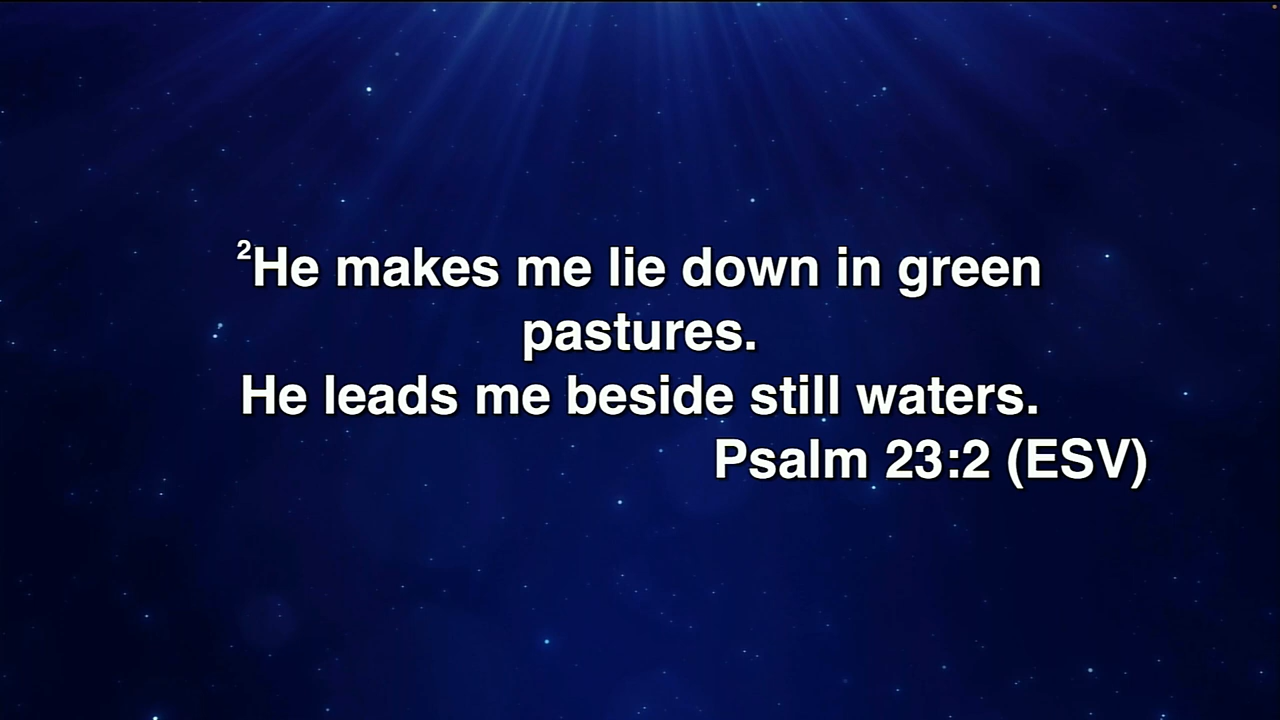 ²He makes me lie down in green
pastures.
He leads me beside still waters.
Psalm 23:2 (ESV)